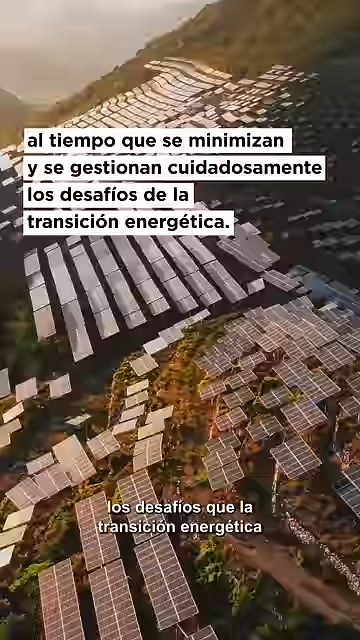 al tiempo que se minimizan
y se gestionan cuidadosamente
los desafíos de la
transición energética.
los desafíos que la
transición energética